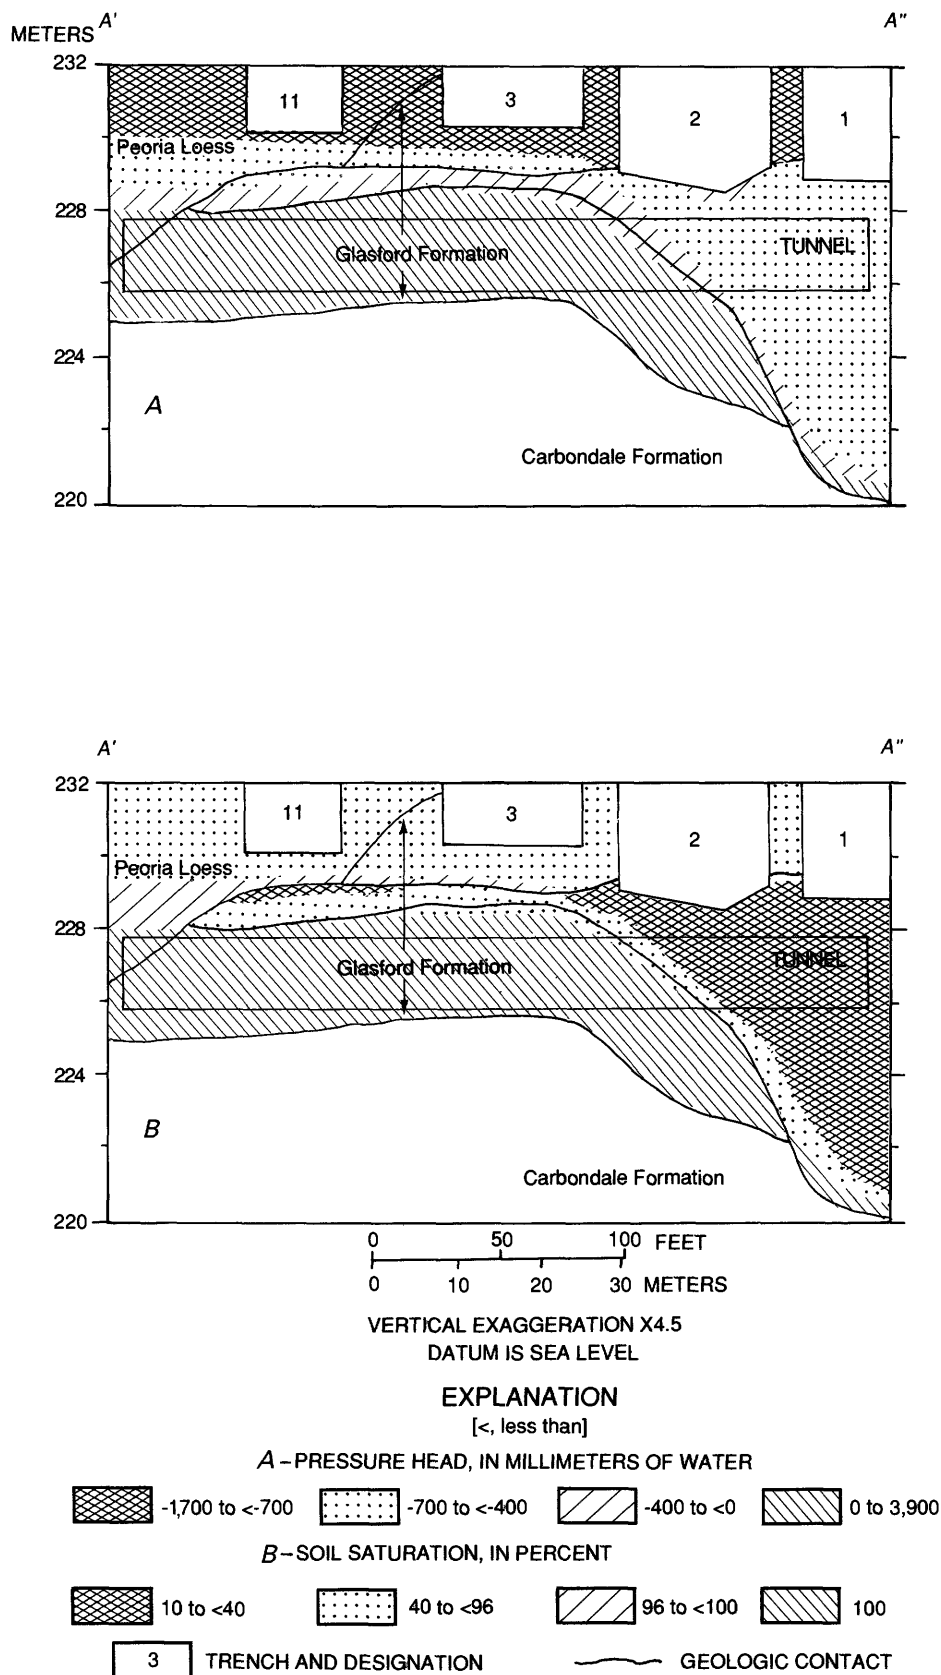 A' A"
METERS
232
11 3 2 1
Peoria Loess
228
Glasford Formation TUNNEL
224
A
Carbondale Formation
220
A' A"
232
11 3 2 1
Peoria Loess
228
Glasford Formation TUNNEL
224
B
Carbondale Formation
220
0 50 100 FEET
0 10 20 30 METERS
VERTICAL EXAGGERATION X4.5
DATUM IS SEA LEVEL
EXPLANATION
[<, less than]
A–PRESSURE HEAD, IN MILLIMETERS OF WATER
-1,700 to <-700 -700 to <-400 -400 to <0 0 to 3,900
B–SOIL SATURATION, IN PERCENT
10 to <40 40 to <96 96 to <100 100
3 TRENCH AND DESIGNATION GEOLOGIC CONTACT